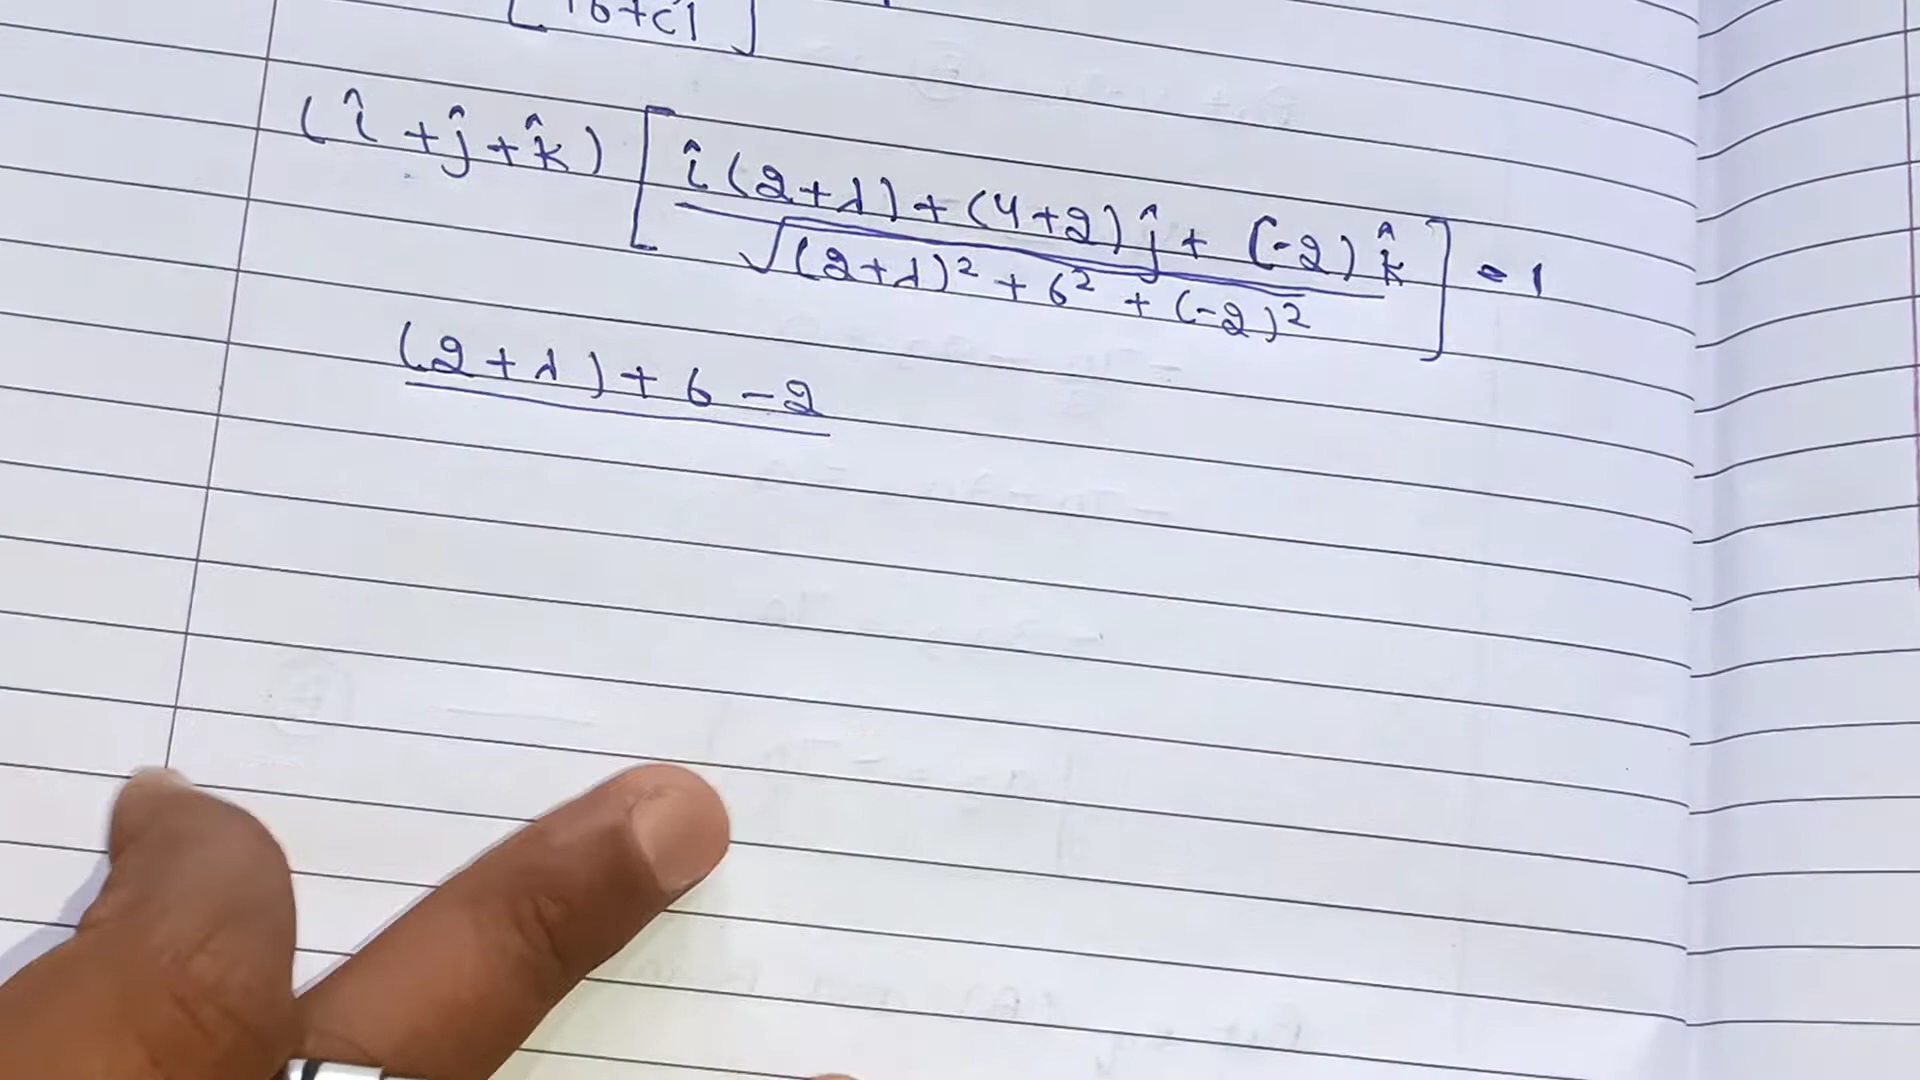 |b+c|
(î + ĵ + k̂) [ î(2+λ) + (4+2)ĵ + (-2)k̂ ] = 1
√(2+λ)² + 6² + (-2)²
(2+λ) + 6 - 2